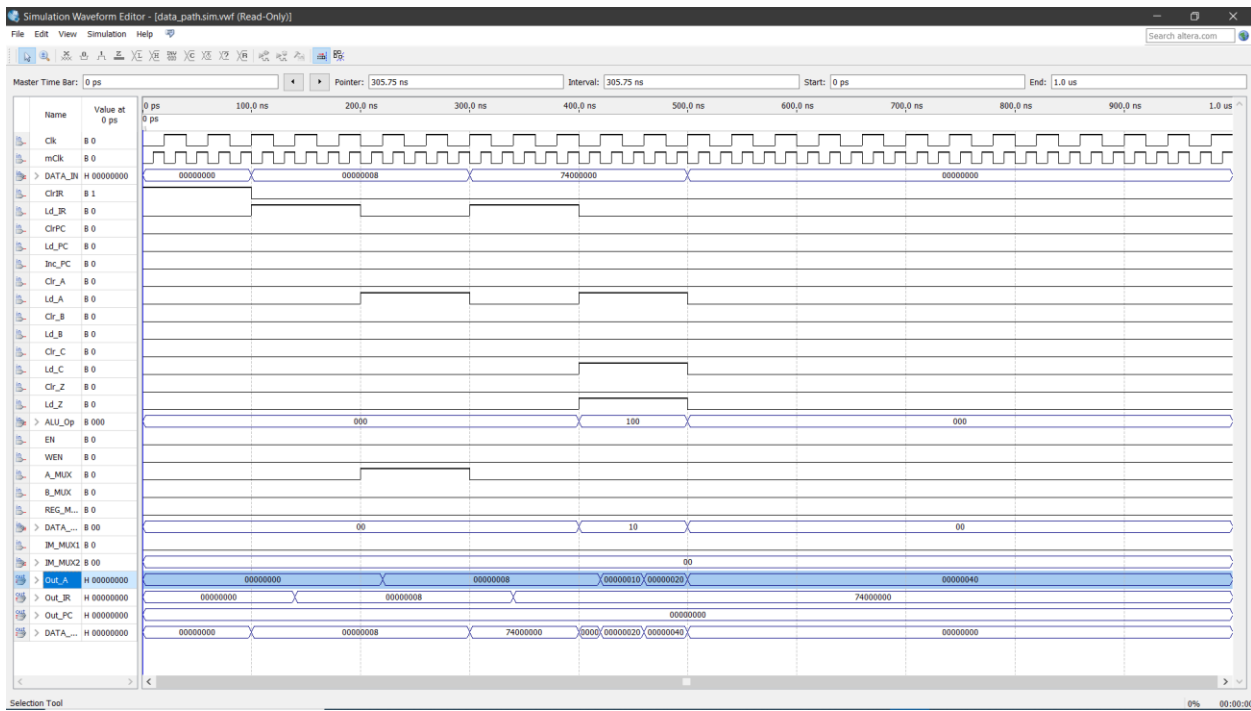 Simulation Waveform Editor - [data_path.sim.vwf (Read-Only)]
File Edit View Simulation Help
Search altera.com
Master Time Bar: 0 ps
Pointer: 305.75 ns
Interval: 305.75 ns
Start: 0 ps
End: 1.0 us
Name Value at 0 ps
0 ps 100.0 ns 200.0 ns 300.0 ns 400.0 ns 500.0 ns 600.0 ns 700.0 ns 800.0 ns 900.0 ns 1.0 us
0 ps
Clk B 0
mClk B 0
> DATA_IN H 00000000 00000000 00000008 74000000 00000000
ClrIR B 1
Ld_IR B 0
ClrPC B 0
Ld_PC B 0
Inc_PC B 0
Clr_A B 0
Ld_A B 0
Clr_B B 0
Ld_B B 0
Clr_C B 0
Ld_C B 0
Clr_Z B 0
Ld_Z B 0
> ALU_Op B 000 000 100 000
EN B 0
WEN B 0
A_MUX B 0
B_MUX B 0
REG_M... B 0
> DATA_... B 00 00 10 00
IM_MUX1 B 0
> IM_MUX2 B 00 00
> Out_A H 00000000 00000000 00000008 00000010 00000020 00000040
> Out_IR H 00000000 00000000 00000008 74000000
> Out_PC H 00000000 00000000
> DATA_... H 00000000 00000000 00000008 74000000 0000 00000020 00000040 00000000
Selection Tool
0% 00:00:00